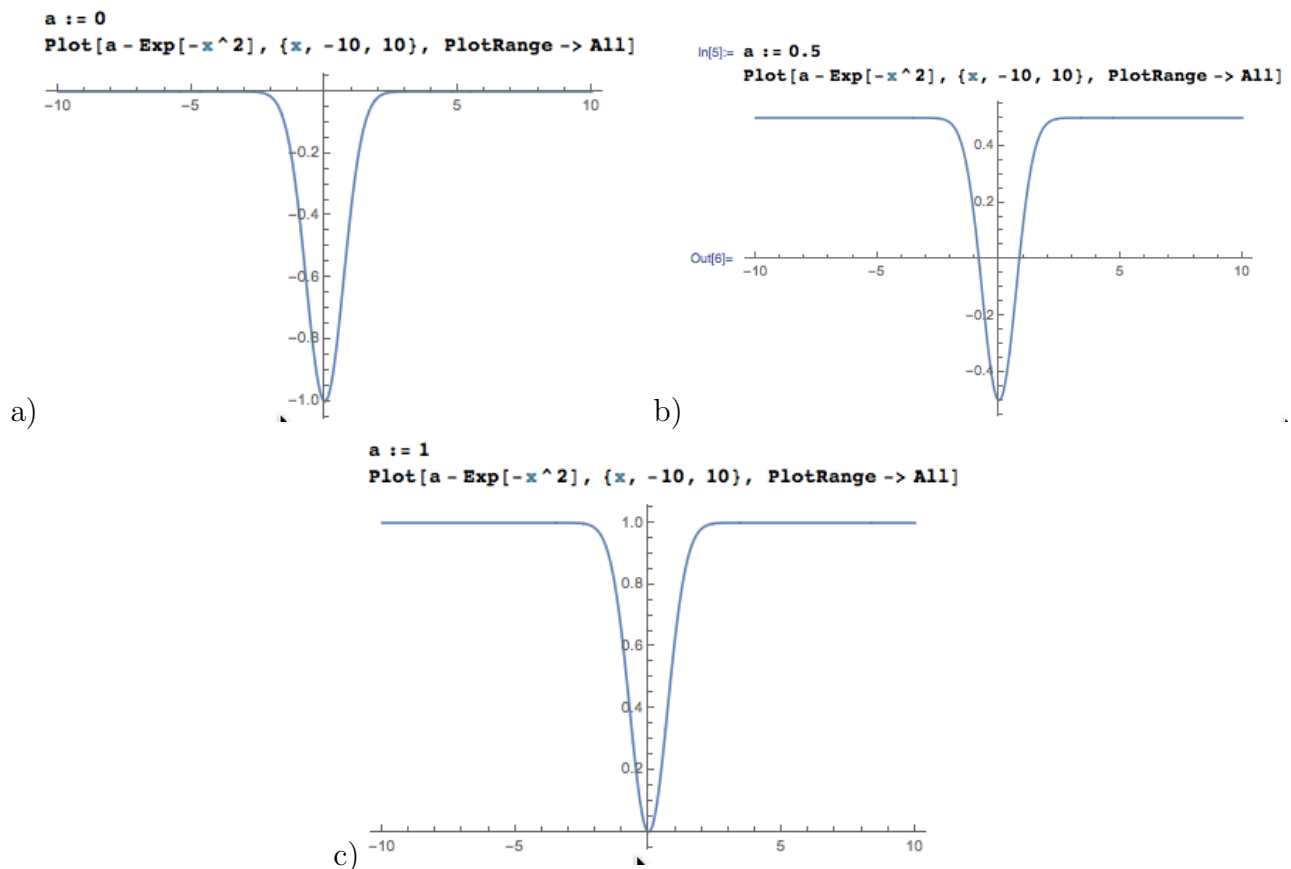 a := 0
Plot[a - Exp[-x^2], {x, -10, 10}, PlotRange -> All]
-10 -5 5 10
-0.2
-0.4
-0.6
-0.8
-1.0
a)
In[5]:= a := 0.5
Plot[a - Exp[-x^2], {x, -10, 10}, PlotRange -> All]
0.4
0.2
Out[6]=
-10 -5 5 10
-0.2
-0.4
b)
a := 1
Plot[a - Exp[-x^2], {x, -10, 10}, PlotRange -> All]
1.0
0.8
0.6
0.4
0.2
-10 -5 5 10
c)